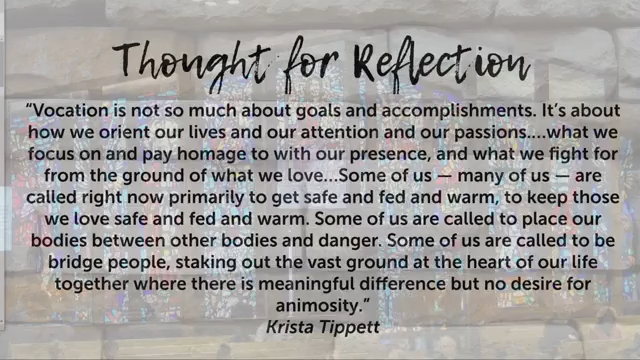 Thought for Reflection
“Vocation is not so much about goals and accomplishments. It’s about
how we orient our lives and our attention and our passions....what we
focus on and pay homage to with our presence, and what we fight for
from the ground of what we love...Some of us — many of us — are
called right now primarily to get safe and fed and warm, to keep those
we love safe and fed and warm. Some of us are called to place our
bodies between other bodies and danger. Some of us are called to be
bridge people, staking out the vast ground at the heart of our life
together where there is meaningful difference but no desire for
animosity.”
Krista Tippett